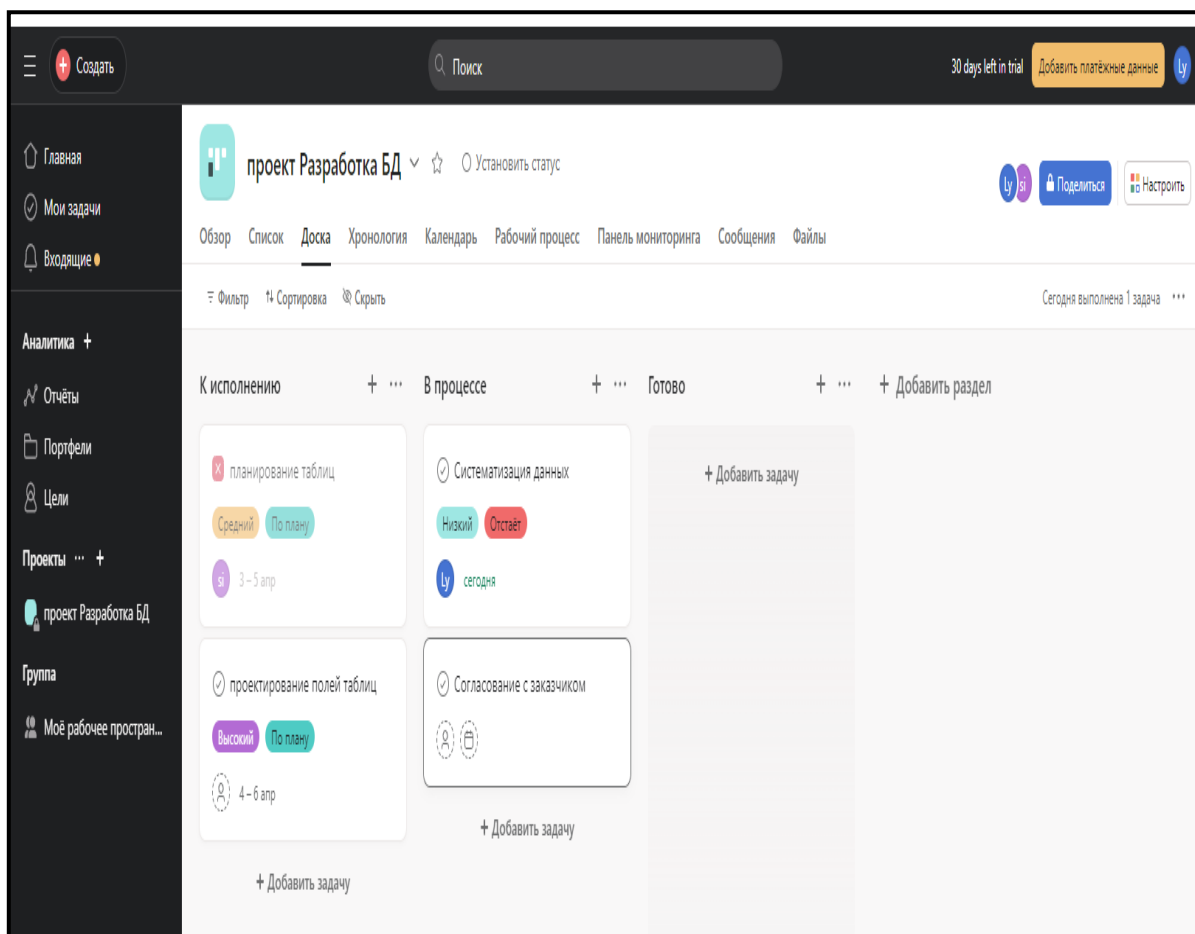 Создать
Поиск
30 days left in trial
Добавить платёжные данные
Ly
Главная
Мои задачи
Входящие
Аналитика
Отчёты
Портфели
Цели
Проекты
проект Разработка БД
Группа
Моё рабочее простран...
проект Разработка БД
Установить статус
Ly
si
Поделиться
Настроить
Обзор Список Доска Хронология Календарь Рабочий процесс Панель мониторинга Сообщения Файлы
Фильтр Сортировка Скрыть
Сегодня выполнена 1 задача
К исполнению
планирование таблиц
Средний По плану
si 3 – 5 апр
проектирование полей таблиц
Высокий По плану
4 – 6 апр
+ Добавить задачу
В процессе
Систематизация данных
Низкий Отстаёт
Ly сегодня
Согласование с заказчиком
+ Добавить задачу
Готово
+ Добавить задачу
+ Добавить раздел